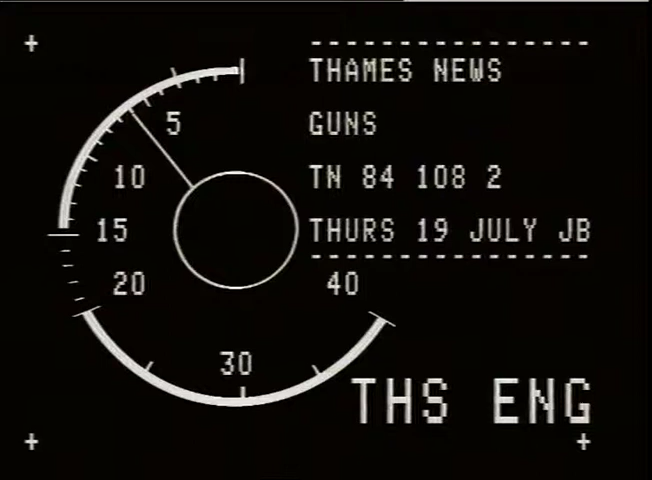 THAMES NEWS
GUNS
TN 84 108 2
THURS 19 JULY JB
5
10
15
20
30
40
THS ENG